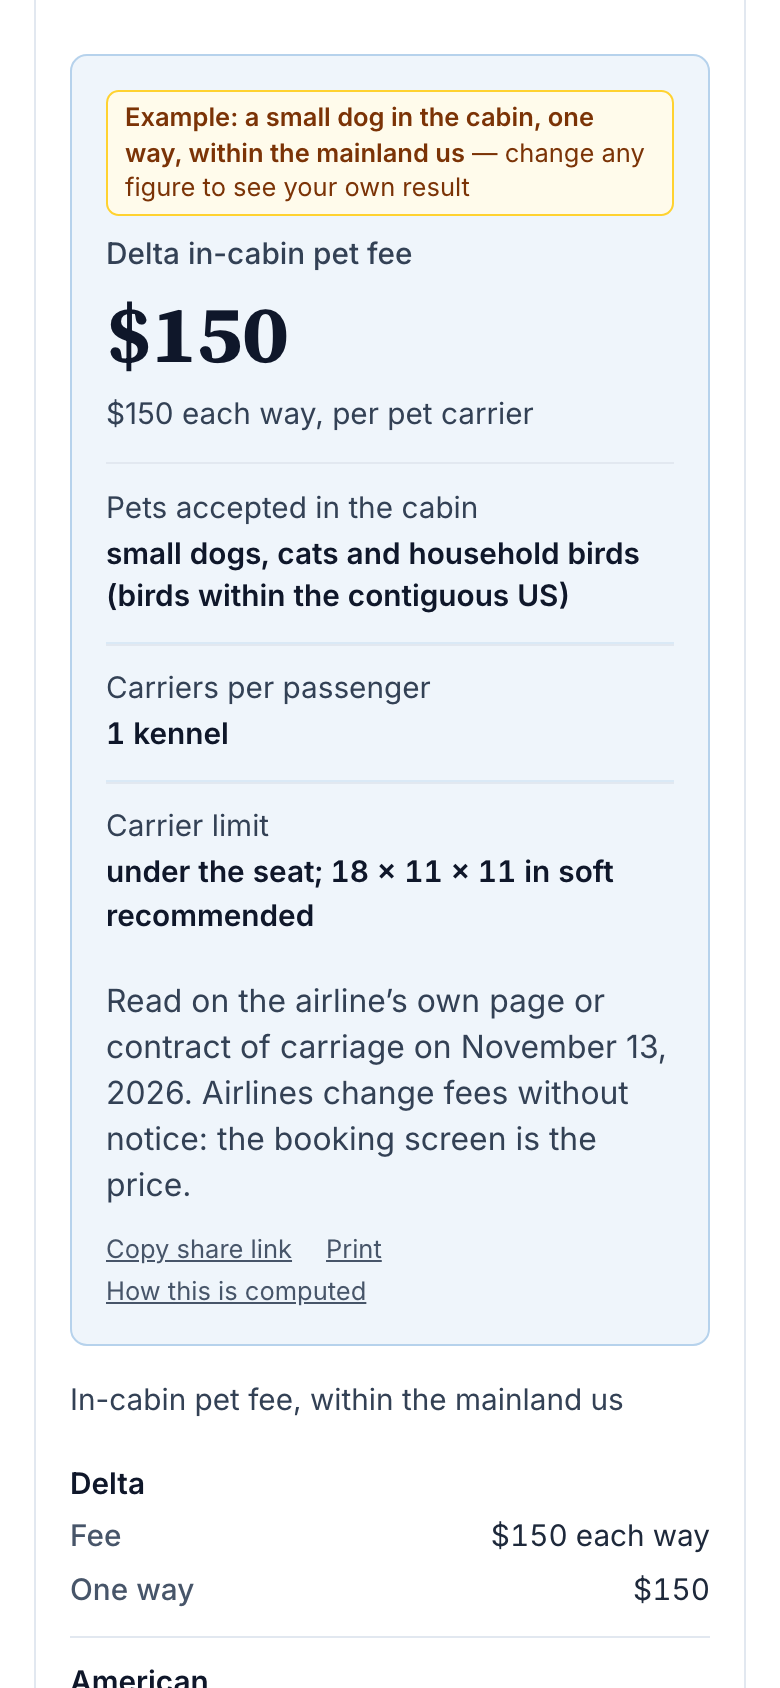 Example: a small dog in the cabin, one
way, within the mainland us — change any
figure to see your own result
Delta in-cabin pet fee
$150
$150 each way, per pet carrier
Pets accepted in the cabin
small dogs, cats and household birds
(birds within the contiguous US)
Carriers per passenger
1 kennel
Carrier limit
under the seat; 18 × 11 × 11 in soft
recommended
Read on the airline’s own page or
contract of carriage on November 13,
2026. Airlines change fees without
notice: the booking screen is the
price.
Copy share link Print
How this is computed
In-cabin pet fee, within the mainland us
Delta
Fee $150 each way
One way $150
American